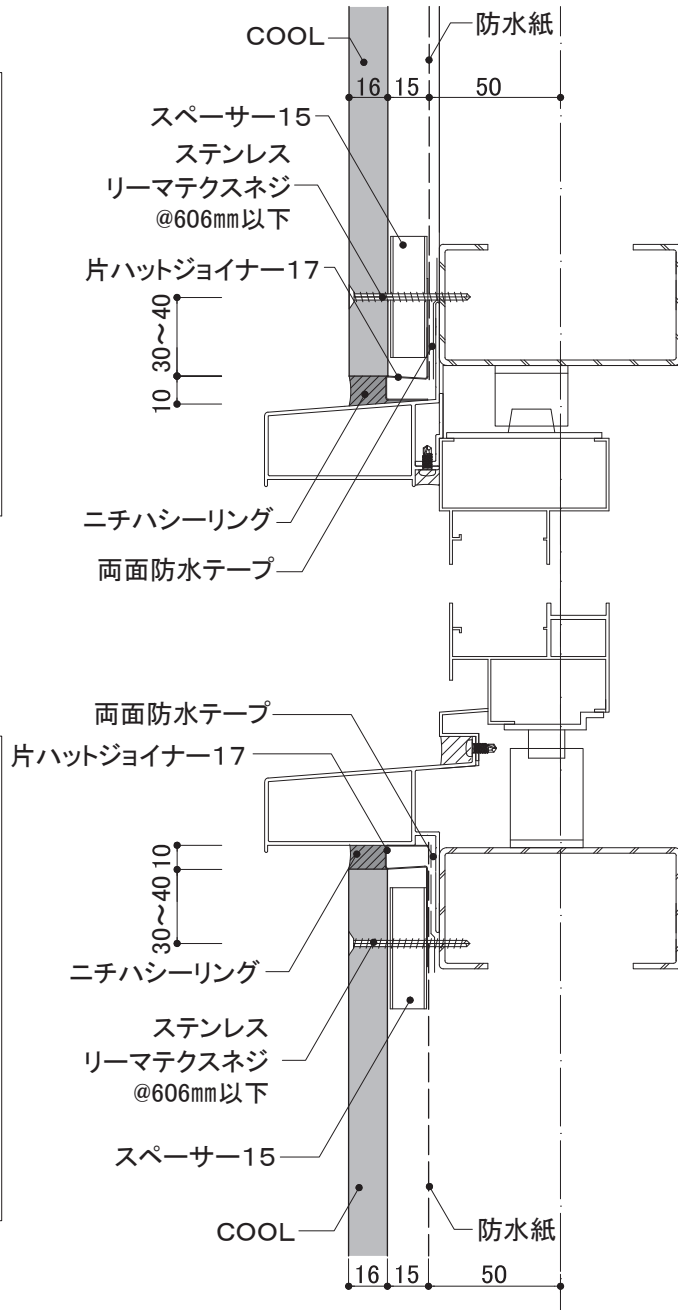 COOL
防水紙
16
15
50
スペーサー15
ステンレス
リーマテクスネジ
@606mm以下
片ハットジョイナー17
30～40
10
ニチハシーリング
両面防水テープ
両面防水テープ
片ハットジョイナー17
10
30～40
ニチハシーリング
ステンレス
リーマテクスネジ
@606mm以下
スペーサー15
COOL
防水紙
16
15
50